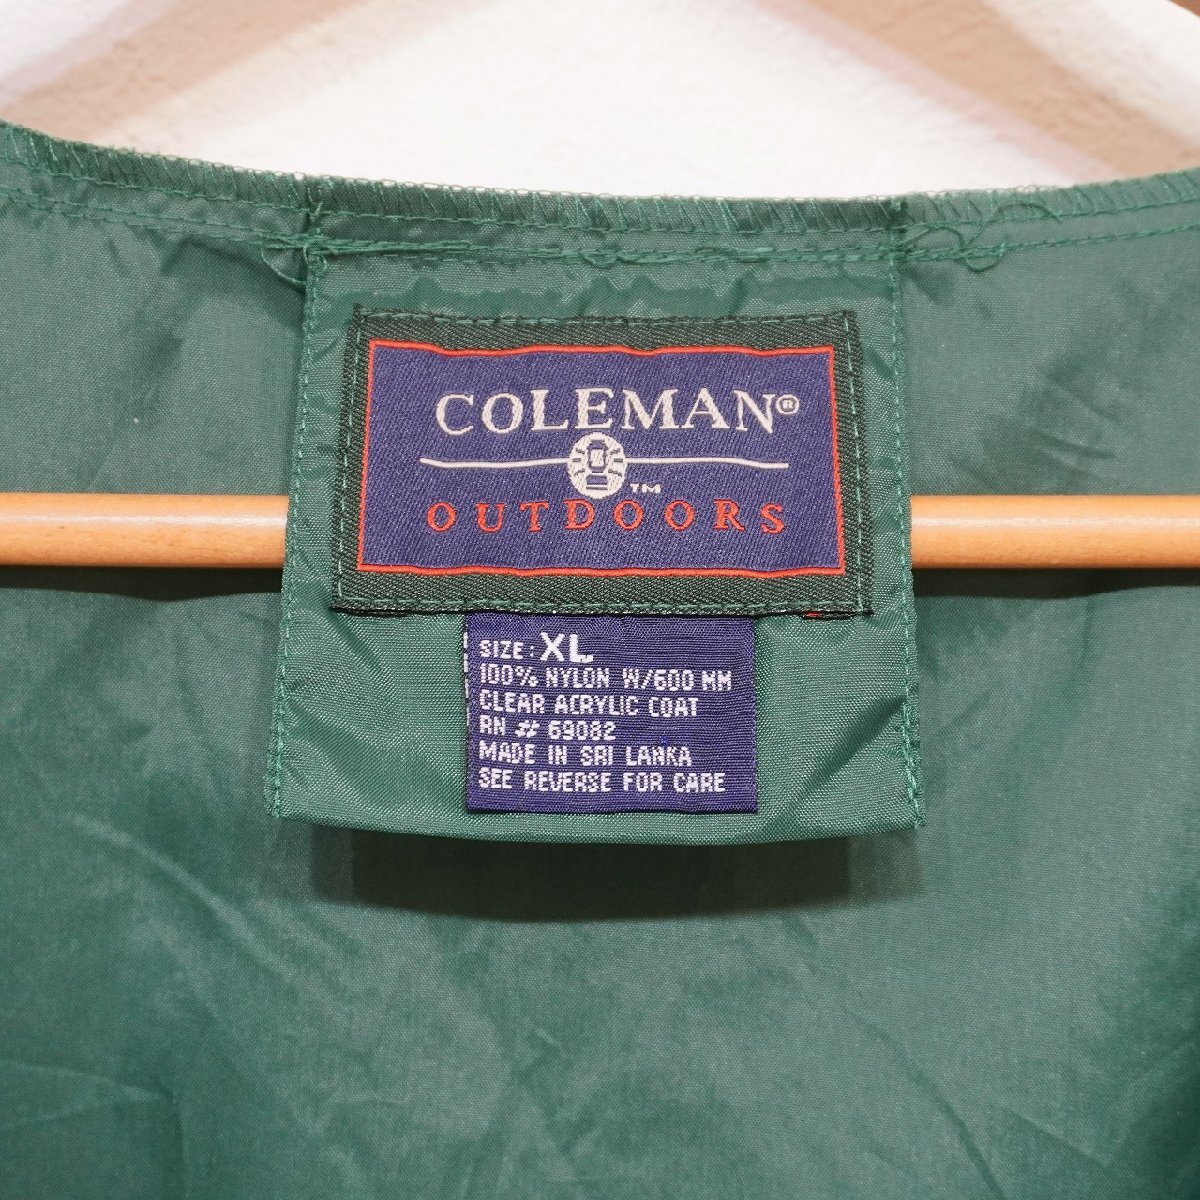 COLEMAN®
™
OUTDOORS
SIZE: XL
100% NYLON W/600 MM
CLEAR ACRYLIC COAT
RN # 69082
MADE IN SRI LANKA
SEE REVERSE FOR CARE